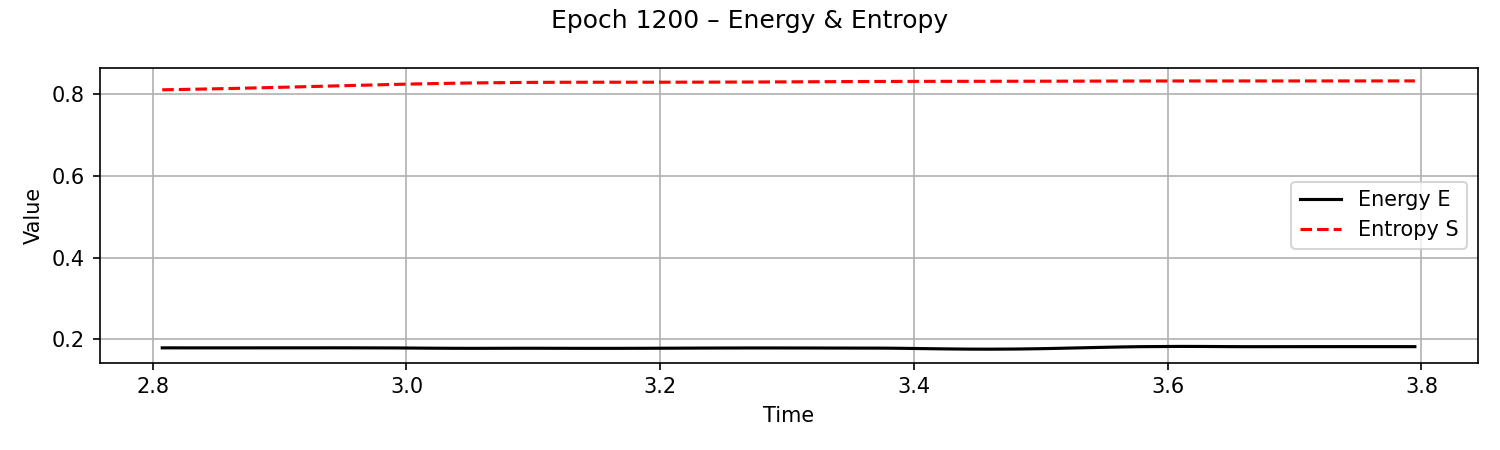 Epoch 1200 – Energy & Entropy
Value
0.8
0.6
0.4
0.2
Energy E
Entropy S
2.8 3.0 3.2 3.4 3.6 3.8
Time